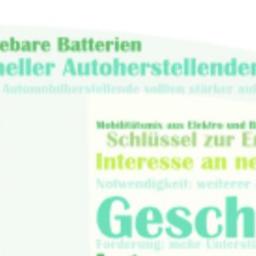 ebare Batterien
neller Autoherstellender
Automobilherstellende sollten stärker auf
Mobilitätsmix aus Elektro und B
Schlüssel zur E
Interesse an ne
Notwendigkeit: weiterer
Gesch
Forderung: mehr Unterstü